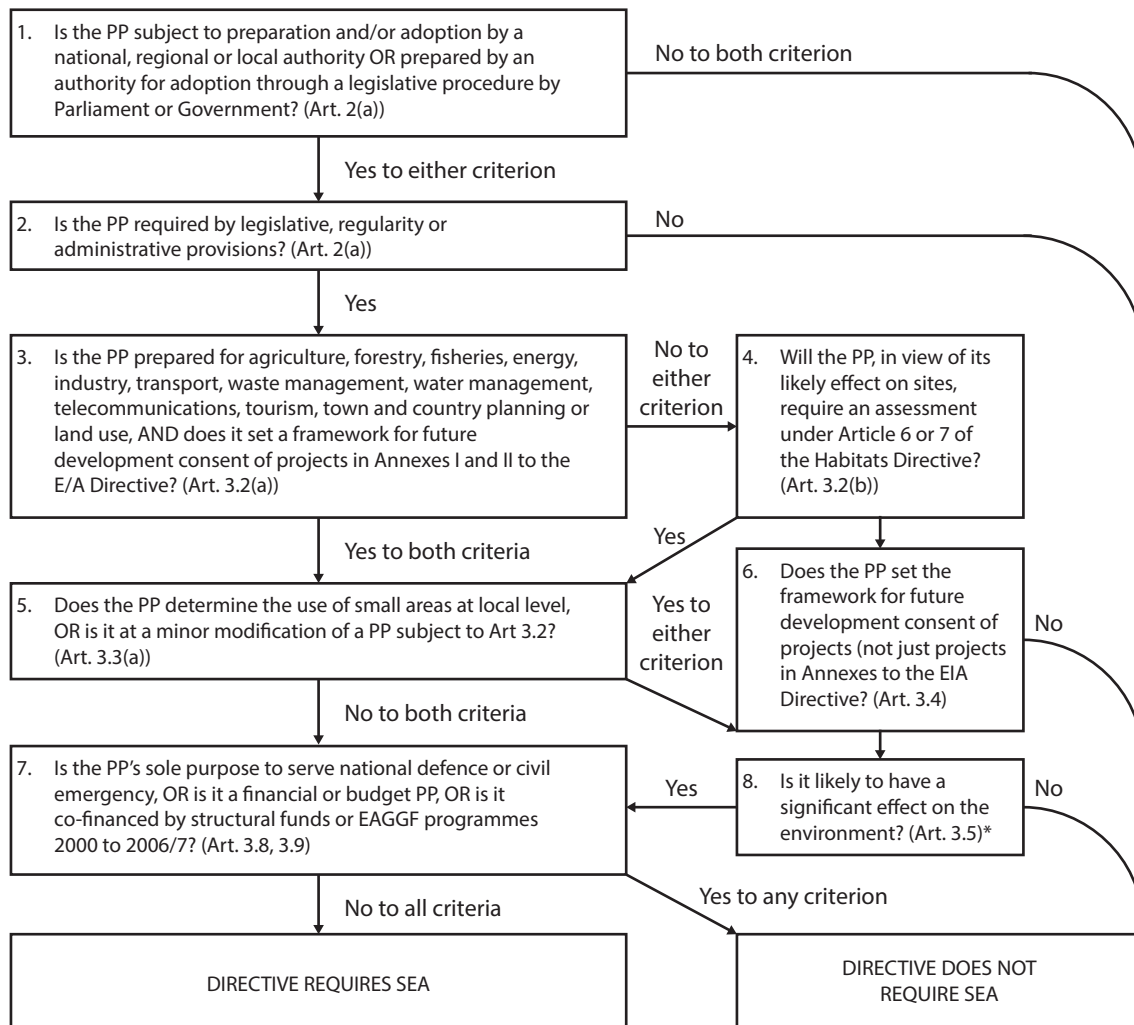 1. Is the PP subject to preparation and/or adoption by a
national, regional or local authority OR prepared by an
authority for adoption through a legislative procedure by
Parliament or Government? (Art. 2(a))
No to both criterion
Yes to either criterion
2. Is the PP required by legislative, regularity or
administrative provisions? (Art. 2(a))
No
Yes
3. Is the PP prepared for agriculture, forestry, fisheries, energy,
industry, transport, waste management, water management,
telecommunications, tourism, town and country planning or
land use, AND does it set a framework for future
development consent of projects in Annexes I and II to the
E/A Directive? (Art. 3.2(a))
No to
either
criterion
4. Will the PP, in view of its
likely effect on sites,
require an assessment
under Article 6 or 7 of
the Habitats Directive?
(Art. 3.2(b))
Yes to both criteria
Yes
5. Does the PP determine the use of small areas at local level,
OR is it at a minor modification of a PP subject to Art 3.2?
(Art. 3.3(a))
Yes to
either
criterion
6. Does the PP set the
framework for future
development consent of
projects (not just projects
in Annexes to the EIA
Directive? (Art. 3.4)
No
No to both criteria
7. Is the PP’s sole purpose to serve national defence or civil
emergency, OR is it a financial or budget PP, OR is it
co-financed by structural funds or EAGGF programmes
2000 to 2006/7? (Art. 3.8, 3.9)
Yes
8. Is it likely to have a
significant effect on the
environment? (Art. 3.5)*
No
No to all criteria
Yes to any criterion
DIRECTIVE REQUIRES SEA
DIRECTIVE DOES NOT
REQUIRE SEA